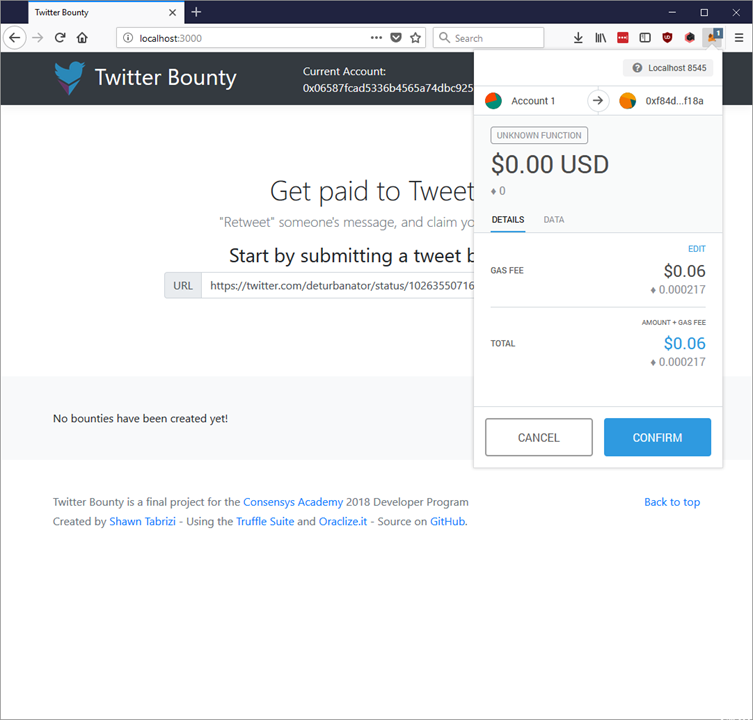 Twitter Bounty
localhost:3000
Search
1
Twitter Bounty
Current Account:
0x06587fcad5336b4565a74dbc925
Get paid to Tweet
"Retweet" someone's message, and claim yo
Start by submitting a tweet b
URL
https://twitter.com/deturbanator/status/10263550716
No bounties have been created yet!
Twitter Bounty is a final project for the Consensys Academy 2018 Developer Program
Back to top
Created by Shawn Tabrizi - Using the Truffle Suite and Oraclize.it - Source on GitHub.
Localhost 8545
Account 1
0xf84d...f18a
UNKNOWN FUNCTION
$0.00 USD
♦ 0
DETAILS
DATA
EDIT
GAS FEE
$0.06
♦ 0.000217
AMOUNT + GAS FEE
TOTAL
$0.06
♦ 0.000217
CANCEL
CONFIRM